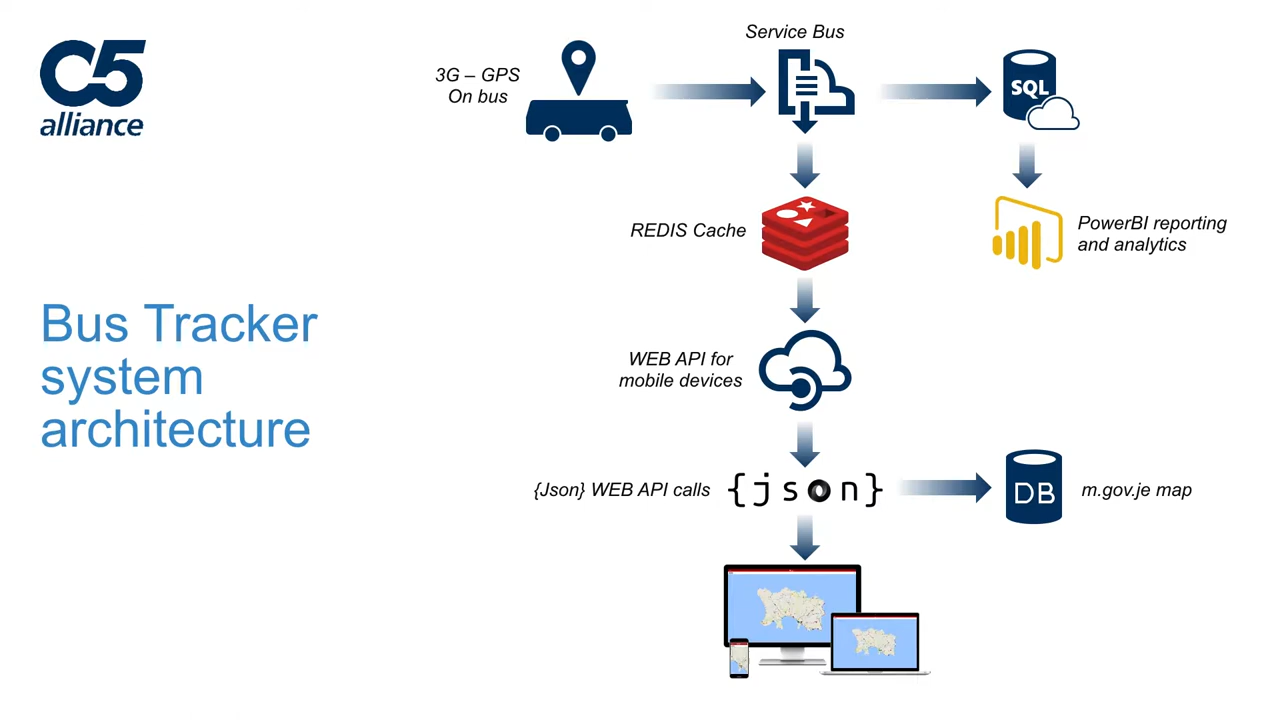 C5
alliance
Bus Tracker
system
architecture
3G – GPS
On bus
Service Bus
SQL
REDIS Cache
PowerBI reporting
and analytics
WEB API for
mobile devices
{Json} WEB API calls
{json}
DB
m.gov.je map